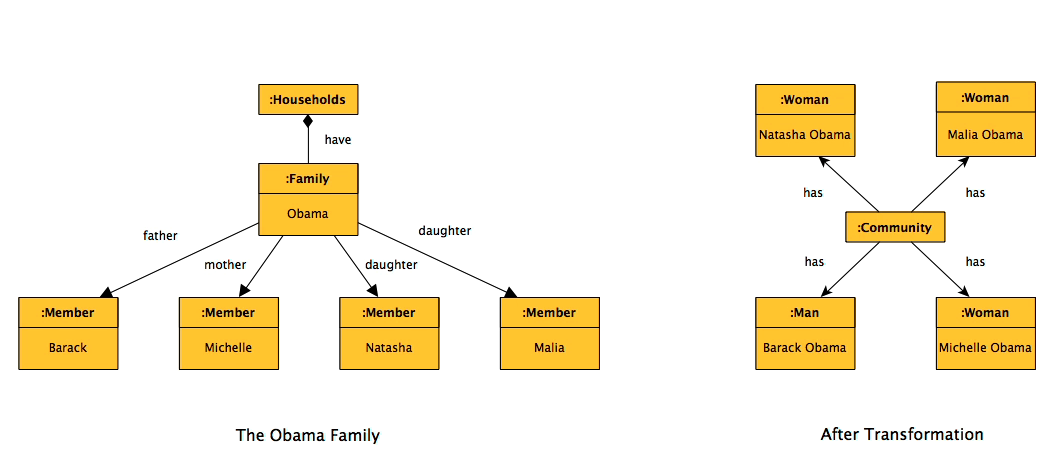 :Households
have
:Family
Obama
father
mother
daughter
daughter
:Member
Barack
:Member
Michelle
:Member
Natasha
:Member
Malia
The Obama Family
:Woman
Natasha Obama
:Woman
Malia Obama
has
has
:Community
has
has
:Man
Barack Obama
:Woman
Michelle Obama
After Transformation